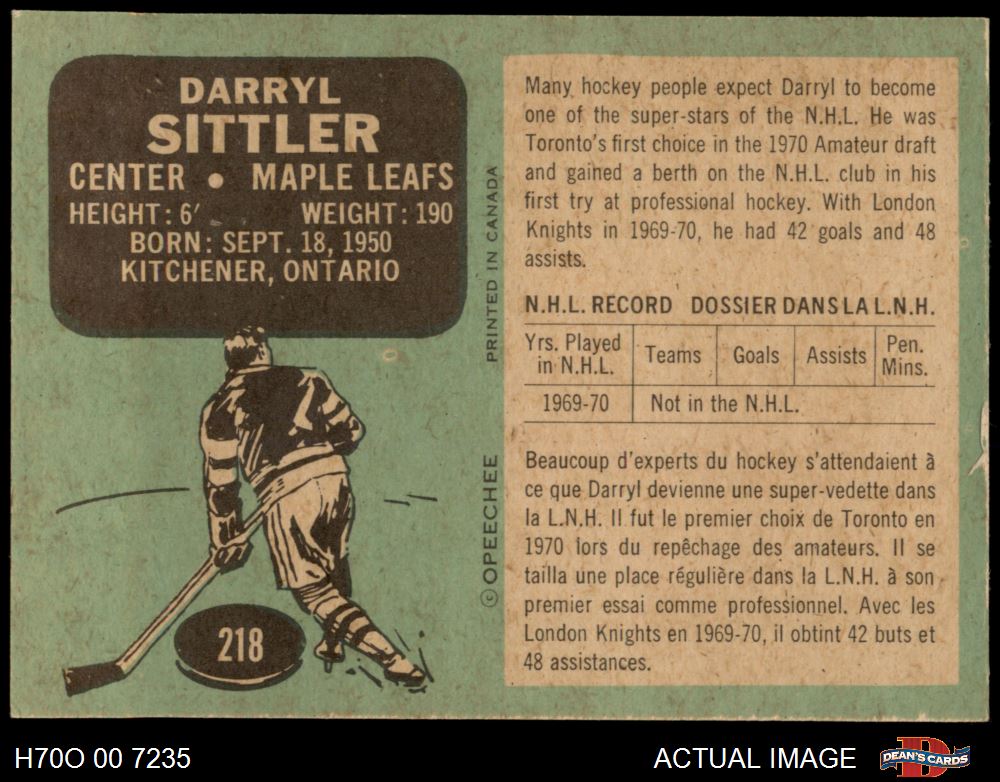 DARRYL
SITTLER
CENTER • MAPLE LEAFS
HEIGHT: 6' WEIGHT: 190
BORN: SEPT. 18, 1950
KITCHENER, ONTARIO
218
©OPEECHEE PRINTED IN CANADA
Many hockey people expect Darryl to become
one of the super-stars of the N.H.L. He was
Toronto's first choice in the 1970 Amateur draft
and gained a berth on the N.H.L. club in his
first try at professional hockey. With London
Knights in 1969-70, he had 42 goals and 48
assists.
N.H.L. RECORD DOSSIER DANS LA L.N.H.
Yrs. Played in N.H.L. Teams Goals Assists Pen. Mins.
1969-70 Not in the N.H.L.
Beaucoup d'experts du hockey s'attendaient à
ce que Darryl devienne une super-vedette dans
la L.N.H. Il fut le premier choix de Toronto en
1970 lors du repêchage des amateurs. Il se
tailla une place régulière dans la L.N.H. à son
premier essai comme professionnel. Avec les
London Knights en 1969-70, il obtint 42 buts et
48 assistances.
H70O 00 7235 ACTUAL IMAGE DEAN'S CARDS